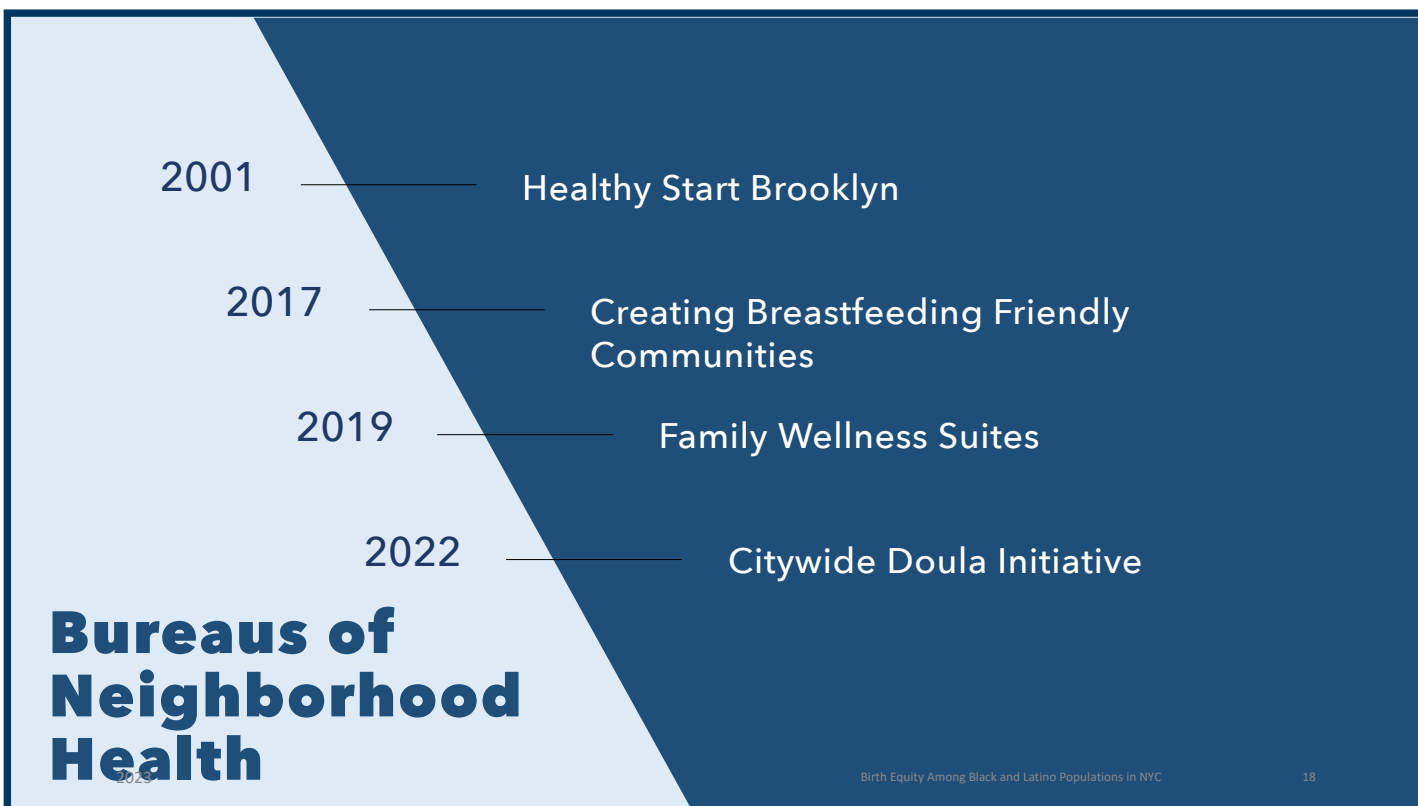 2001
Healthy Start Brooklyn
2017
Creating Breastfeeding Friendly
Communities
2019
Family Wellness Suites
2022
Citywide Doula Initiative
Bureaus of
Neighborhood
Health
2023
Birth Equity Among Black and Latino Populations in NYC
18